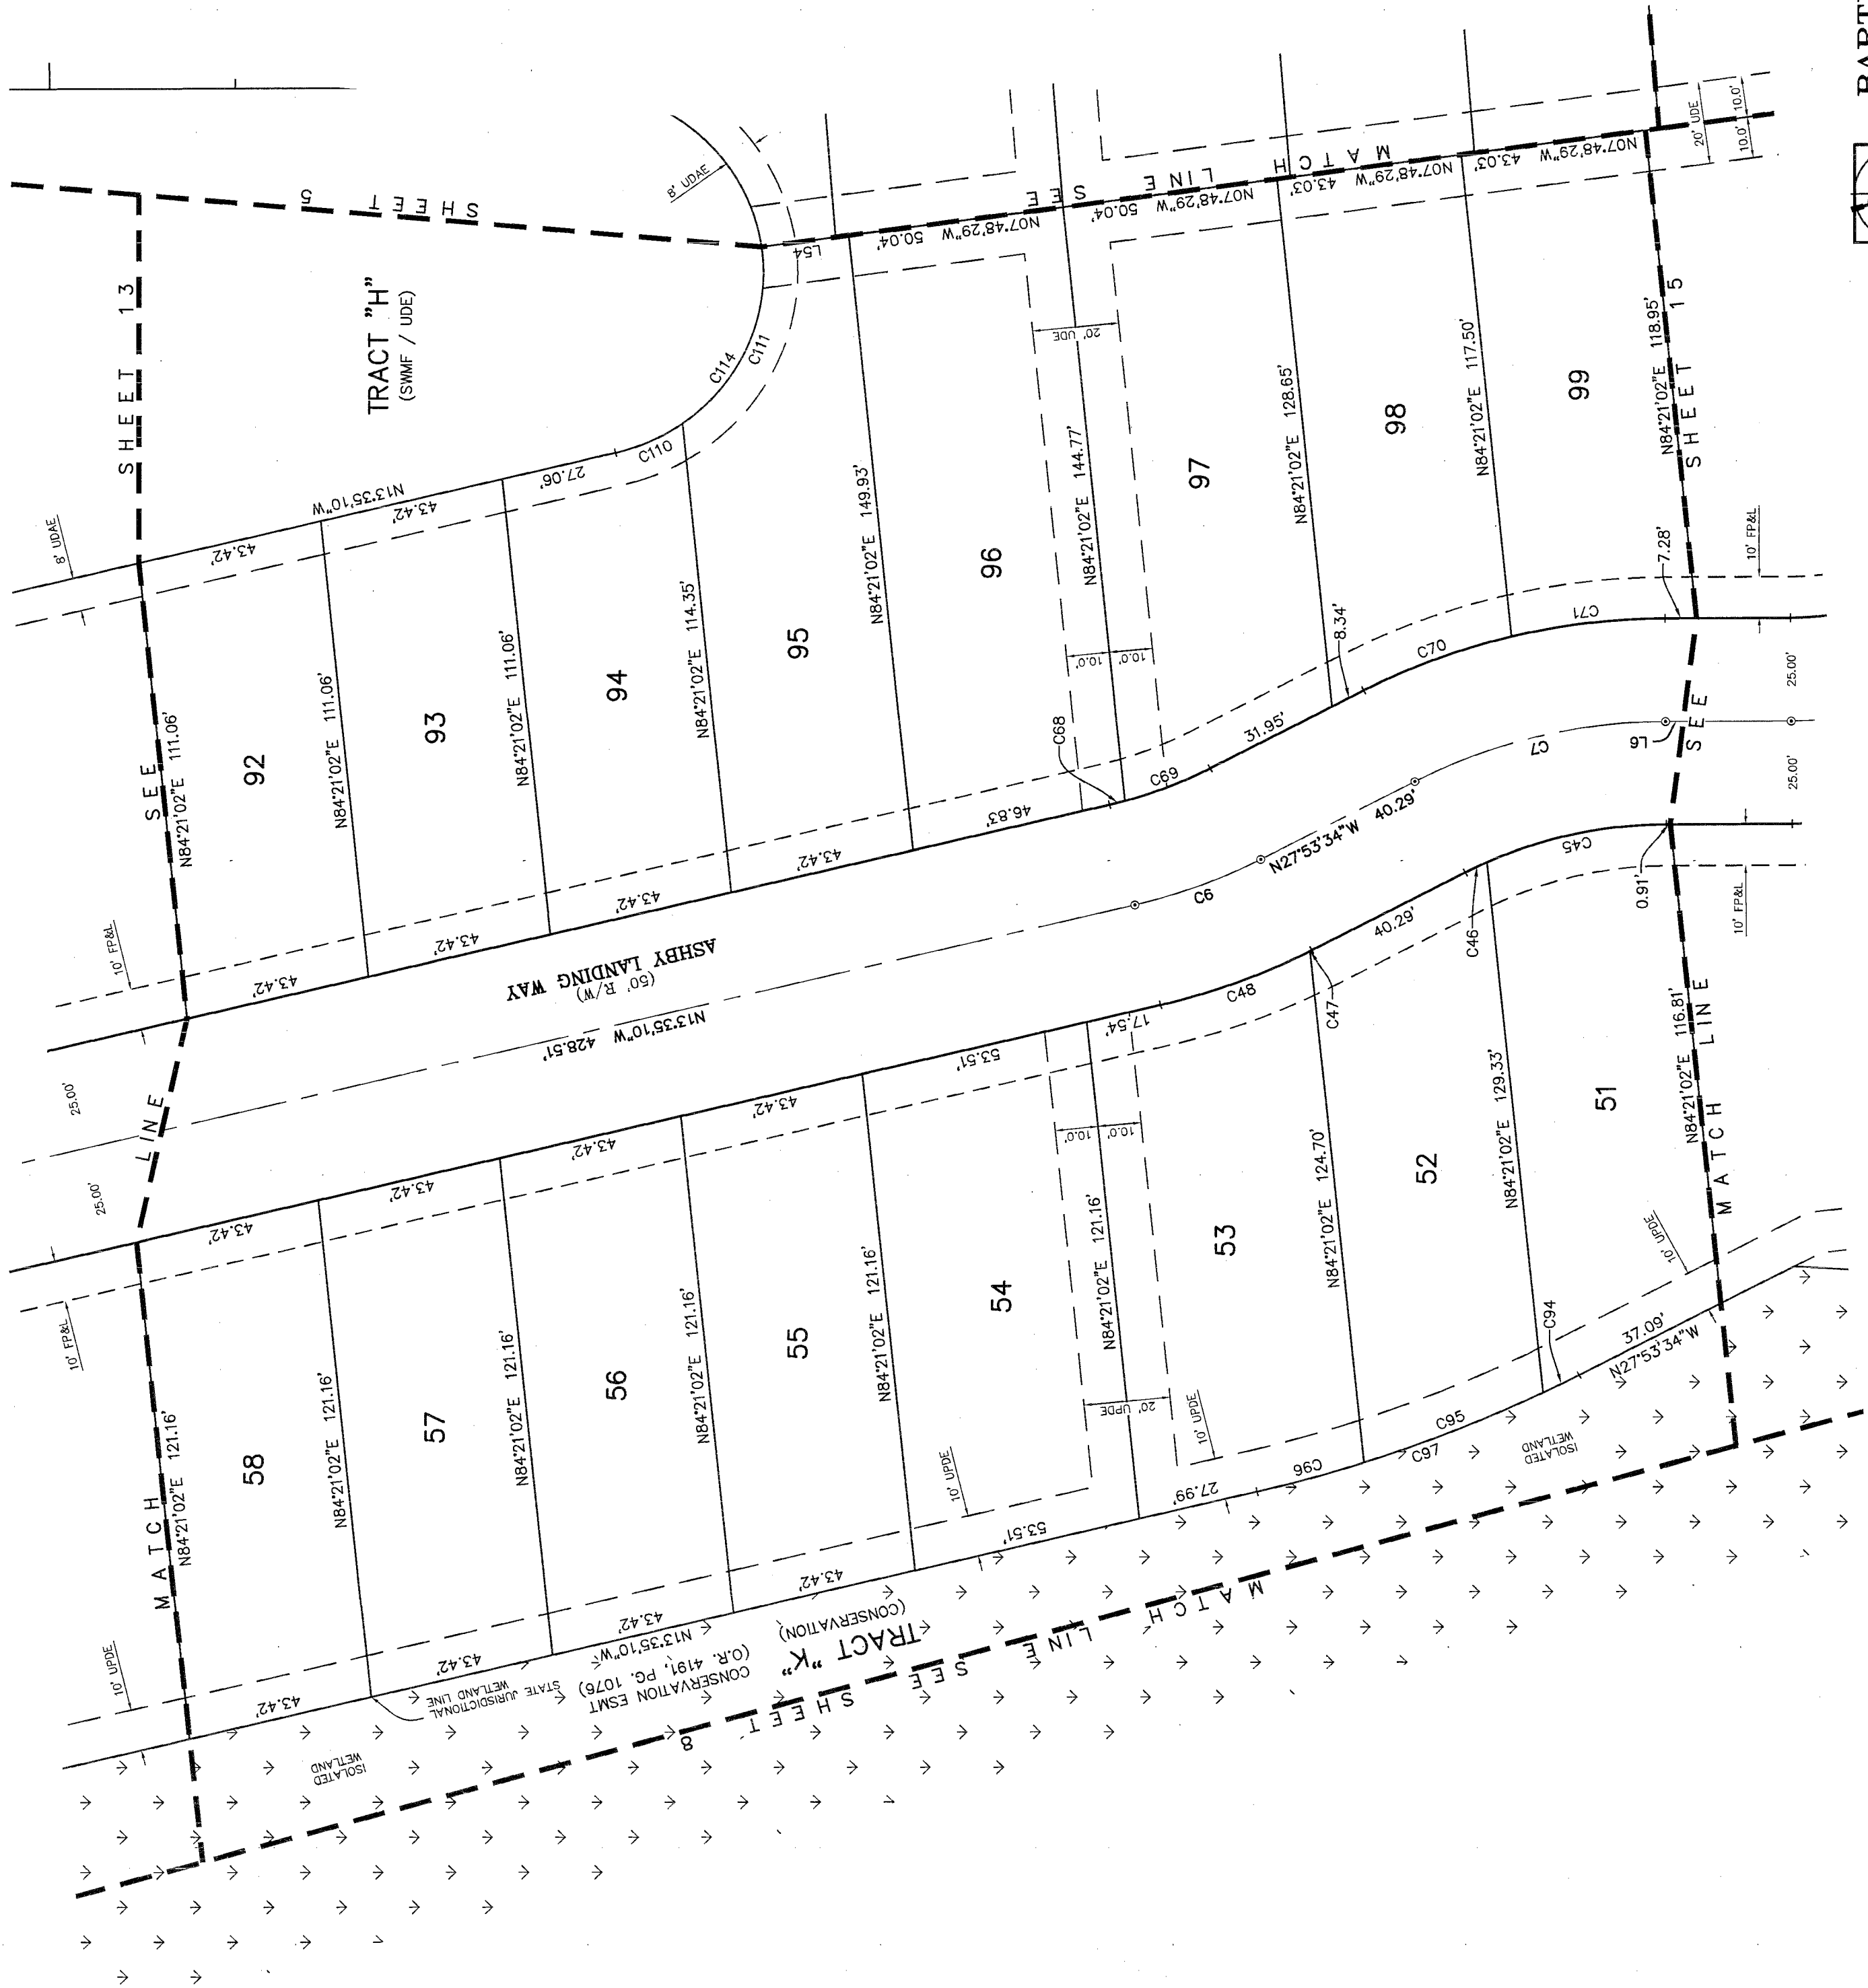 SHEET 13
SHEET 5
8' UDAE
TRACT "H"
(SWMF / UDE)
8' UDAE
N13°35'10"W
43.42'
43.42'
27.06'
C110
C114
C111
L54
SEE
N84°21'02"E 111.06'
92
N84°21'02"E 111.06'
93
N84°21'02"E 111.06'
94
N84°21'02"E 114.35'
95
N84°21'02"E 149.93'
96
N84°21'02"E 144.77'
20' UDE
10.0'
10.0'
97
N84°21'02"E 128.65'
98
N84°21'02"E 117.50'
99
N84°21'02"E 118.95'
SHEET 15
MATCH LINE SEE
N07°48'29"W 50.04'
N07°48'29"W 50.04'
N07°48'29"W 43.03'
N07°48'29"W 43.03'
20' UDE
10.0'
10.0'
10' FP&L
43.42'
43.42'
43.42'
43.42'
46.83'
C68
C69
31.95'
8.34'
C70
C71
7.28'
10' FP&L
LINE
25.00'
25.00'
ASHBY LANDING WAY
(50' R/W)
N13°35'10"W 428.51'
C6
N27°53'34"W 40.29'
C7
L6
SEE
25.00'
25.00'
10' FP&L
43.42'
43.42'
43.42'
43.42'
53.51'
17.54'
C48
C47
40.29'
C46
C45
0.91'
10' FP&L
MATCH
N84°21'02"E 121.16'
58
N84°21'02"E 121.16'
57
N84°21'02"E 121.16'
56
N84°21'02"E 121.16'
55
N84°21'02"E 121.16'
54
N84°21'02"E 121.16'
10.0'
10.0'
20' UPDE
53
N84°21'02"E 124.70'
52
N84°21'02"E 129.33'
51
N84°21'02"E 116.81'
MATCH LINE
10' UPDE
10' UPDE
10' UPDE
10' UPDE
43.42'
43.42'
43.42'
43.42'
53.51'
27.99'
C96
C97
C95
C94
37.09'
N27°53'34"W
N13°35'10"W
ISOLATED
WETLAND
STATE JURISDICTIONAL
WETLAND LINE
CONSERVATION ESMT
(O.R. 4191, PG. 1076)
TRACT "K"
(CONSERVATION)
MATCH LINE SEE SHEET 8
ISOLATED
WETLAND